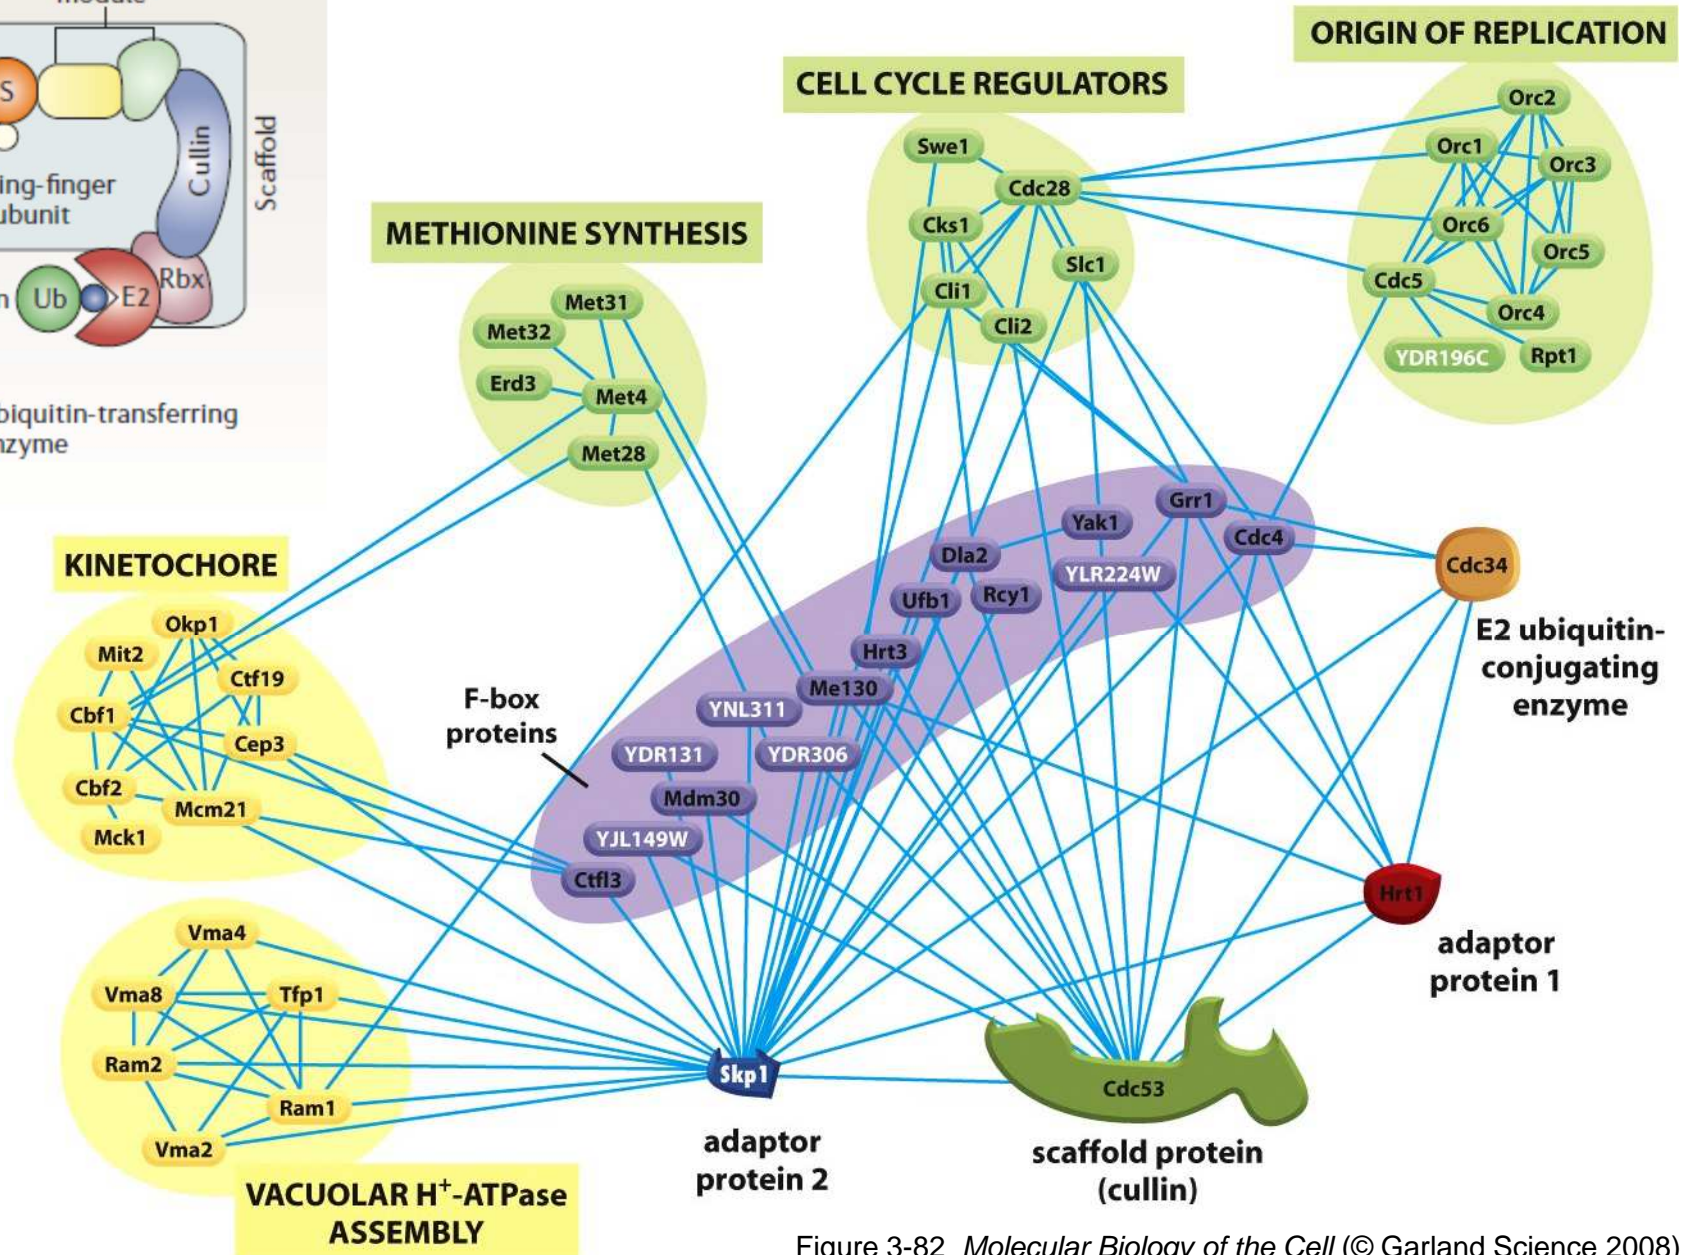 S
Cullin
Scaffold
ing-finger
ubunit
Ub
E2
Rbx
biquitin-transferring
nzyme
ORIGIN OF REPLICATION
Orc2
Orc1
Orc3
Orc6
Orc5
Cdc5
Orc4
YDR196C
Rpt1
CELL CYCLE REGULATORS
Swe1
Cdc28
Cks1
Slc1
Cli1
Cli2
METHIONINE SYNTHESIS
Met31
Met32
Erd3
Met4
Met28
KINETOCHORE
Okp1
Mit2
Ctf19
Cbf1
Cep3
Cbf2
Mcm21
Mck1
F-box
proteins
Grr1
Yak1
Cdc4
Dla2
YLR224W
Ufb1
Rcy1
Hrt3
Me130
YNL311
YDR131
YDR306
Mdm30
YJL149W
Ctfl3
Cdc34
E2 ubiquitin-
conjugating
enzyme
Hrt1
adaptor
protein 1
Vma4
Vma8
Tfp1
Ram2
Ram1
Vma2
VACUOLAR H⁺-ATPase
ASSEMBLY
Skp1
adaptor
protein 2
Cdc53
scaffold protein
(cullin)
Figure 3-82 Molecular Biology of the Cell (© Garland Science 2008)